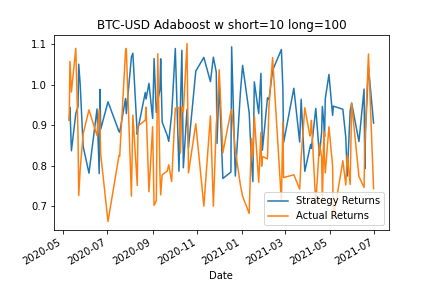 BTC-USD Adaboost w short=10 long=100
1.1
1.0
0.9
0.8
0.7
Strategy Returns
Actual Returns
2020-05 2020-07 2020-09 2020-11 2021-01 2021-03 2021-05 2021-07
Date